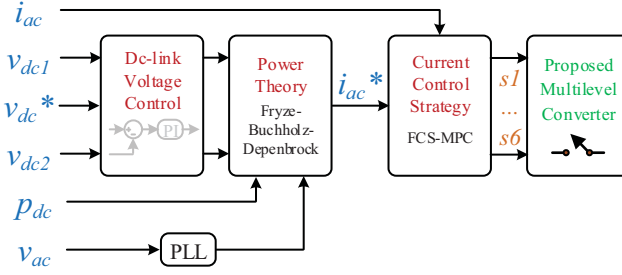 i_ac
v_dc1
v_dc*
v_dc2
p_dc
v_ac
Dc-link
Voltage
Control
PI
PLL
Power
Theory
Fryze-
Buchholz-
Depenbrock
i_ac*
Current
Control
Strategy
FCS-MPC
s1
...
s6
Proposed
Multilevel
Converter